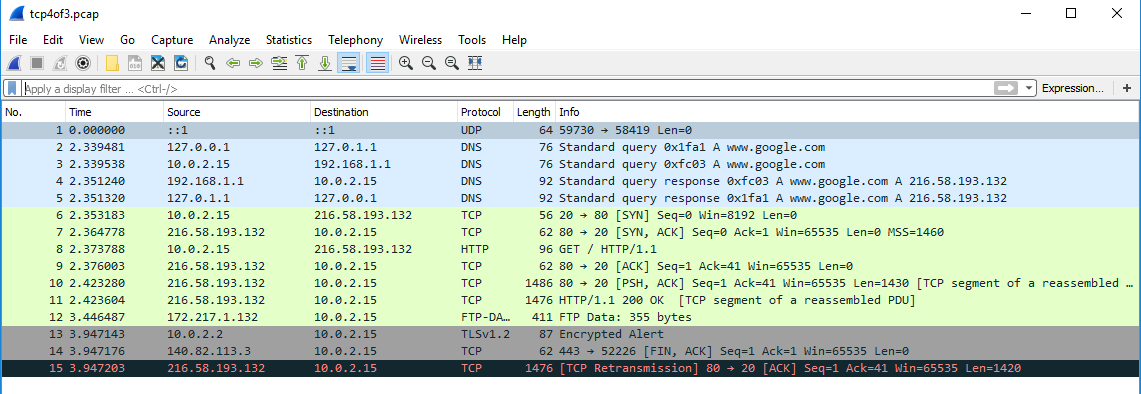 tcp4of3.pcap
File Edit View Go Capture Analyze Statistics Telephony Wireless Tools Help
Apply a display filter ... <Ctrl-/> Expression... +
No. Time Source Destination Protocol Length Info
1 0.000000 ::1 ::1 UDP 64 59730 → 58419 Len=0
2 2.339481 127.0.0.1 127.0.1.1 DNS 76 Standard query 0x1fa1 A www.google.com
3 2.339538 10.0.2.15 192.168.1.1 DNS 76 Standard query 0xfc03 A www.google.com
4 2.351240 192.168.1.1 10.0.2.15 DNS 92 Standard query response 0xfc03 A www.google.com A 216.58.193.132
5 2.351320 127.0.1.1 127.0.0.1 DNS 92 Standard query response 0x1fa1 A www.google.com A 216.58.193.132
6 2.353183 10.0.2.15 216.58.193.132 TCP 56 20 → 80 [SYN] Seq=0 Win=8192 Len=0
7 2.364778 216.58.193.132 10.0.2.15 TCP 62 80 → 20 [SYN, ACK] Seq=0 Ack=1 Win=65535 Len=0 MSS=1460
8 2.373788 10.0.2.15 216.58.193.132 HTTP 96 GET / HTTP/1.1
9 2.376003 216.58.193.132 10.0.2.15 TCP 62 80 → 20 [ACK] Seq=1 Ack=41 Win=65535 Len=0
10 2.423280 216.58.193.132 10.0.2.15 TCP 1486 80 → 20 [PSH, ACK] Seq=1 Ack=41 Win=65535 Len=1430 [TCP segment of a reassembled …
11 2.423604 216.58.193.132 10.0.2.15 TCP 1476 HTTP/1.1 200 OK [TCP segment of a reassembled PDU]
12 3.446487 172.217.1.132 10.0.2.15 FTP-DA… 411 FTP Data: 355 bytes
13 3.947143 10.0.2.2 10.0.2.15 TLSv1.2 87 Encrypted Alert
14 3.947176 140.82.113.3 10.0.2.15 TCP 62 443 → 52226 [FIN, ACK] Seq=1 Ack=1 Win=65535 Len=0
15 3.947203 216.58.193.132 10.0.2.15 TCP 1476 [TCP Retransmission] 80 → 20 [ACK] Seq=1 Ack=41 Win=65535 Len=1420